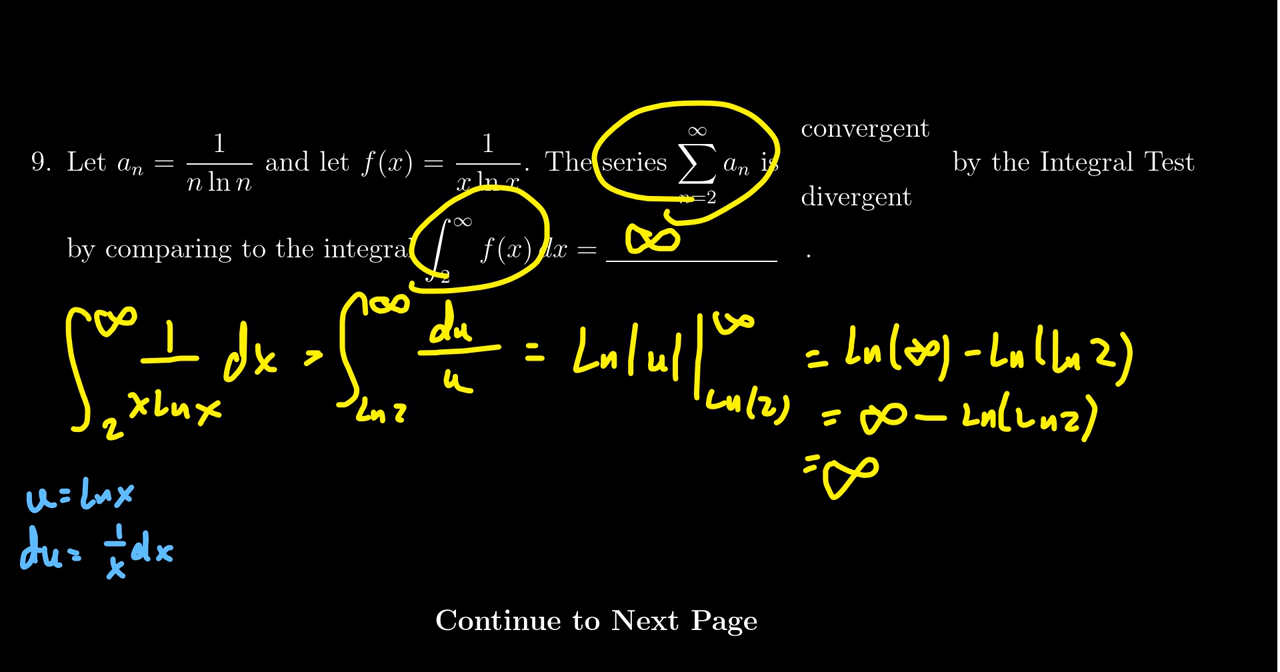 convergent
9. Let a_n = 1/(n ln n) and let f(x) = 1/(x ln x). The series ∑_{n=2}^{∞} a_n is by the Integral Test
divergent
by comparing to the integral ∫_2^∞ f(x) dx = ∞ .
∫_2^∞ 1/(x Ln x) dx = ∫_{Ln 2}^∞ du/u = Ln|u| |_{Ln(2)}^∞ = Ln(∞) - Ln(Ln 2)
= ∞ - Ln(Ln 2)
= ∞
u = Ln x
du = 1/x dx
Continue to Next Page